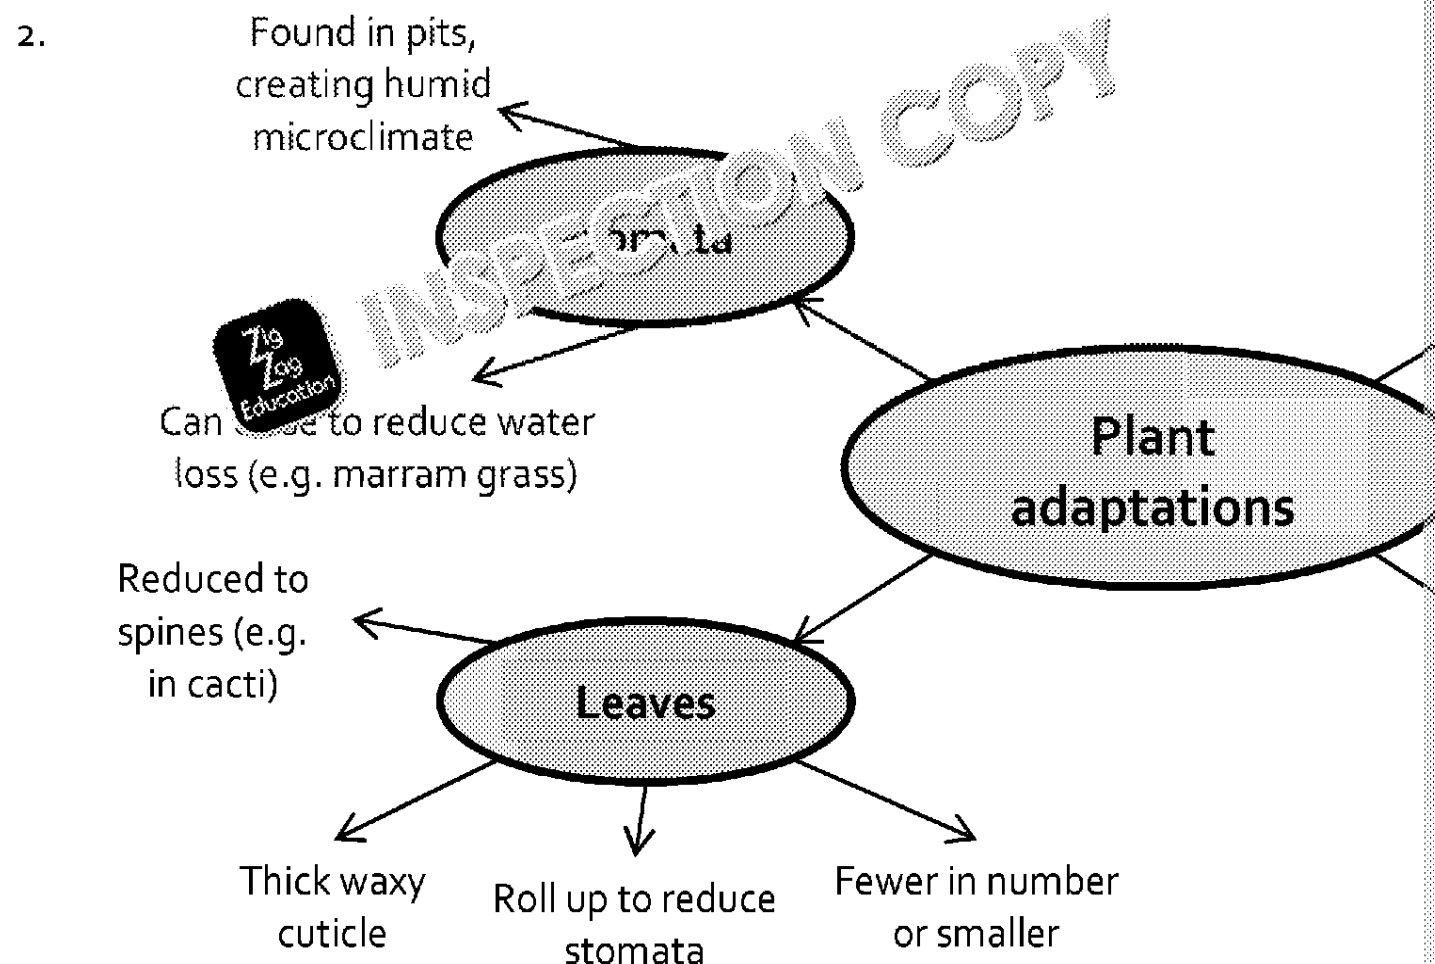 2.
Found in pits,
creating humid
microclimate
INSPECTION COPY
Zig
Zag
Education
Can to reduce water
loss (e.g. marram grass)
Plant
adaptations
Reduced to
spines (e.g.
in cacti)
Leaves
Thick waxy
cuticle
Roll up to reduce
stomata
Fewer in number
or smaller